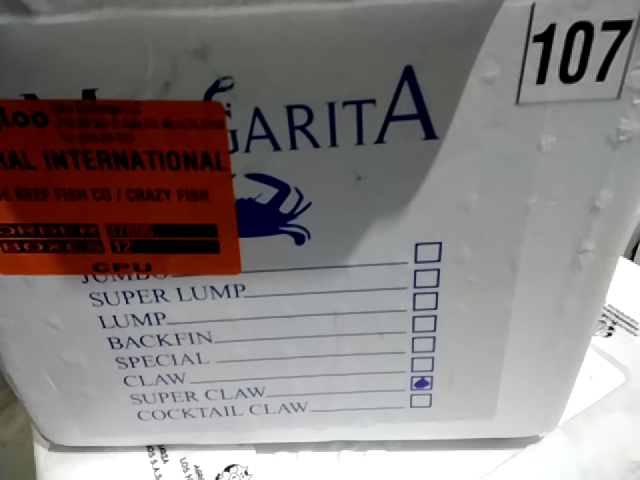 107
GARITA
RAL INTERNATIONAL
REEF FISH CO / CRAZY FISH
ORDER
BOXES 12
CPU
JUMBO
SUPER LUMP
LUMP
BACKFIN
SPECIAL
CLAW
SUPER CLAW
COCKTAIL CLAW